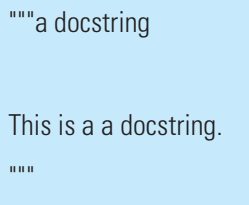 """a docstring
This is a a docstring.
"""